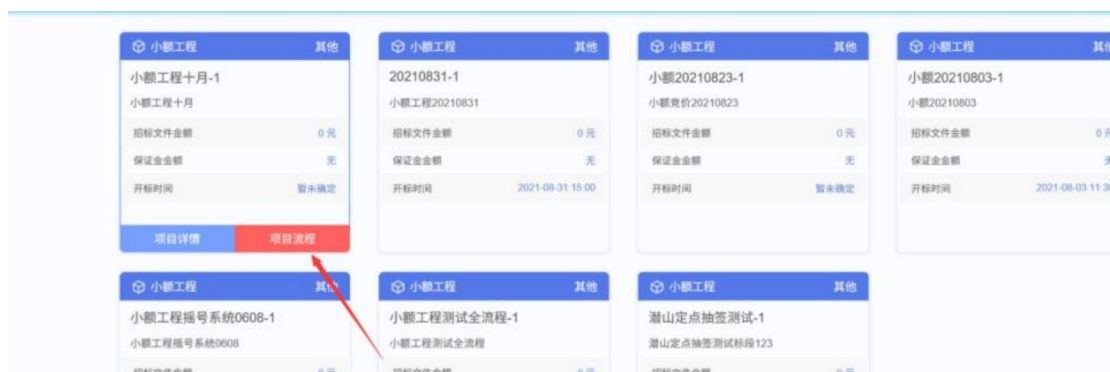 小额工程 其他
小额工程十月-1
小额工程十月
招标文件金额 0 元
保证金金额 无
开标时间 暂未确定
项目详情 项目流程
小额工程 其他
20210831-1
小额工程20210831
招标文件金额 0 元
保证金金额 无
开标时间 2021-08-31 15:00
小额工程 其他
小额20210823-1
小额竞价20210823
招标文件金额 0 元
保证金金额 无
开标时间 暂未确定
小额工程 其
小额20210803-1
小额20210803
招标文件金额 0
保证金金额
开标时间 2021-08-03 11:30
小额工程 其他
小额工程摇号系统0608-1
小额工程摇号系统0608
小额工程 其他
小额工程测试全流程-1
小额工程测试全流程
小额工程 其他
潜山定点抽签测试-1
潜山定点抽签测试标段123